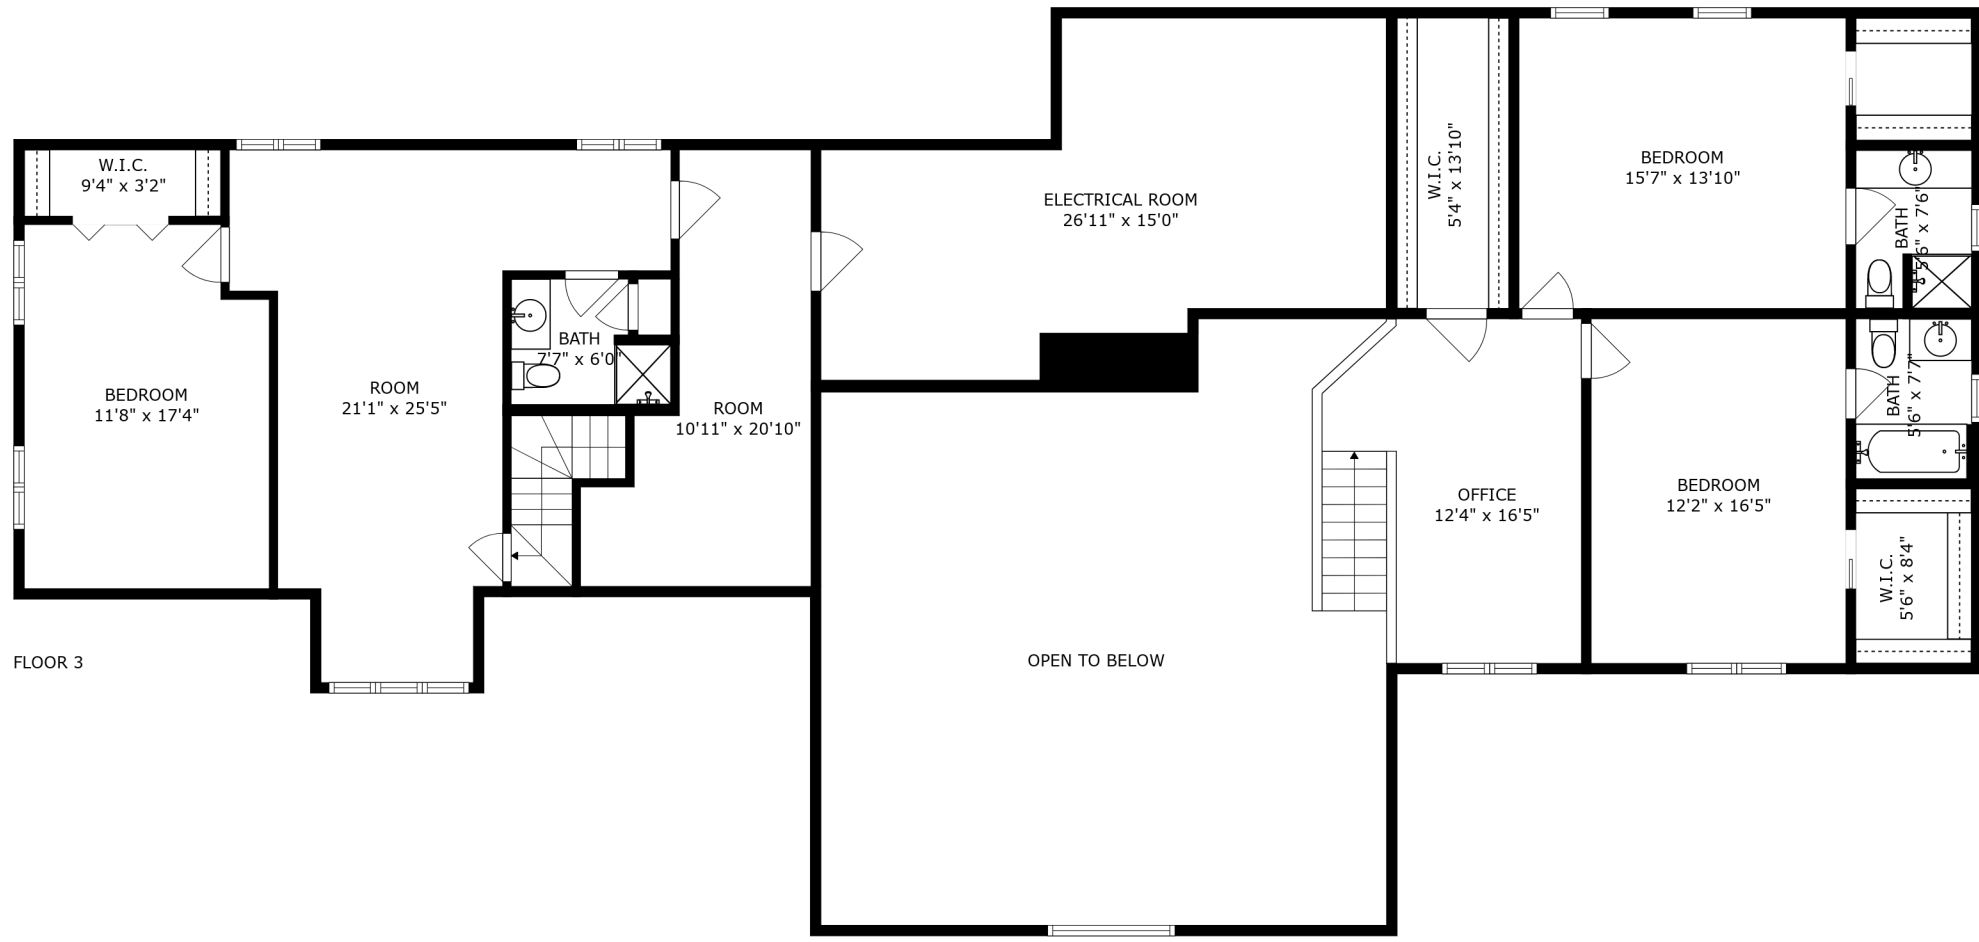 W.I.C.
9'4" x 3'2"
BEDROOM
11'8" x 17'4"
ROOM
21'1" x 25'5"
BATH
7'7" x 6'0"
ROOM
10'11" x 20'10"
ELECTRICAL ROOM
26'11" x 15'0"
W.I.C.
5'4" x 13'10"
BEDROOM
15'7" x 13'10"
BATH
5'6" x 7'6"
BATH
5'6" x 7'7"
OFFICE
12'4" x 16'5"
BEDROOM
12'2" x 16'5"
W.I.C.
5'6" x 8'4"
OPEN TO BELOW
FLOOR 3